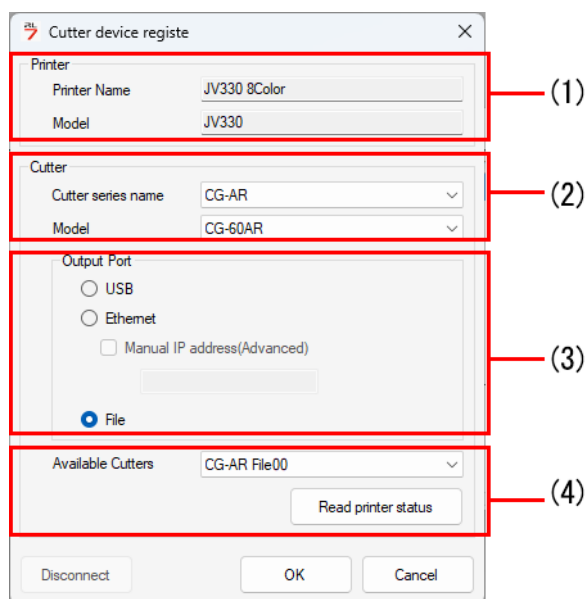 Cutter device registe
Printer
Printer Name JV330 8Color
Model JV330
(1)
Cutter
Cutter series name CG-AR
Model CG-60AR
(2)
Output Port
USB
Ethernet
Manual IP address(Advanced)
File
(3)
Available Cutters CG-AR File00
Read printer status
(4)
Disconnect OK Cancel